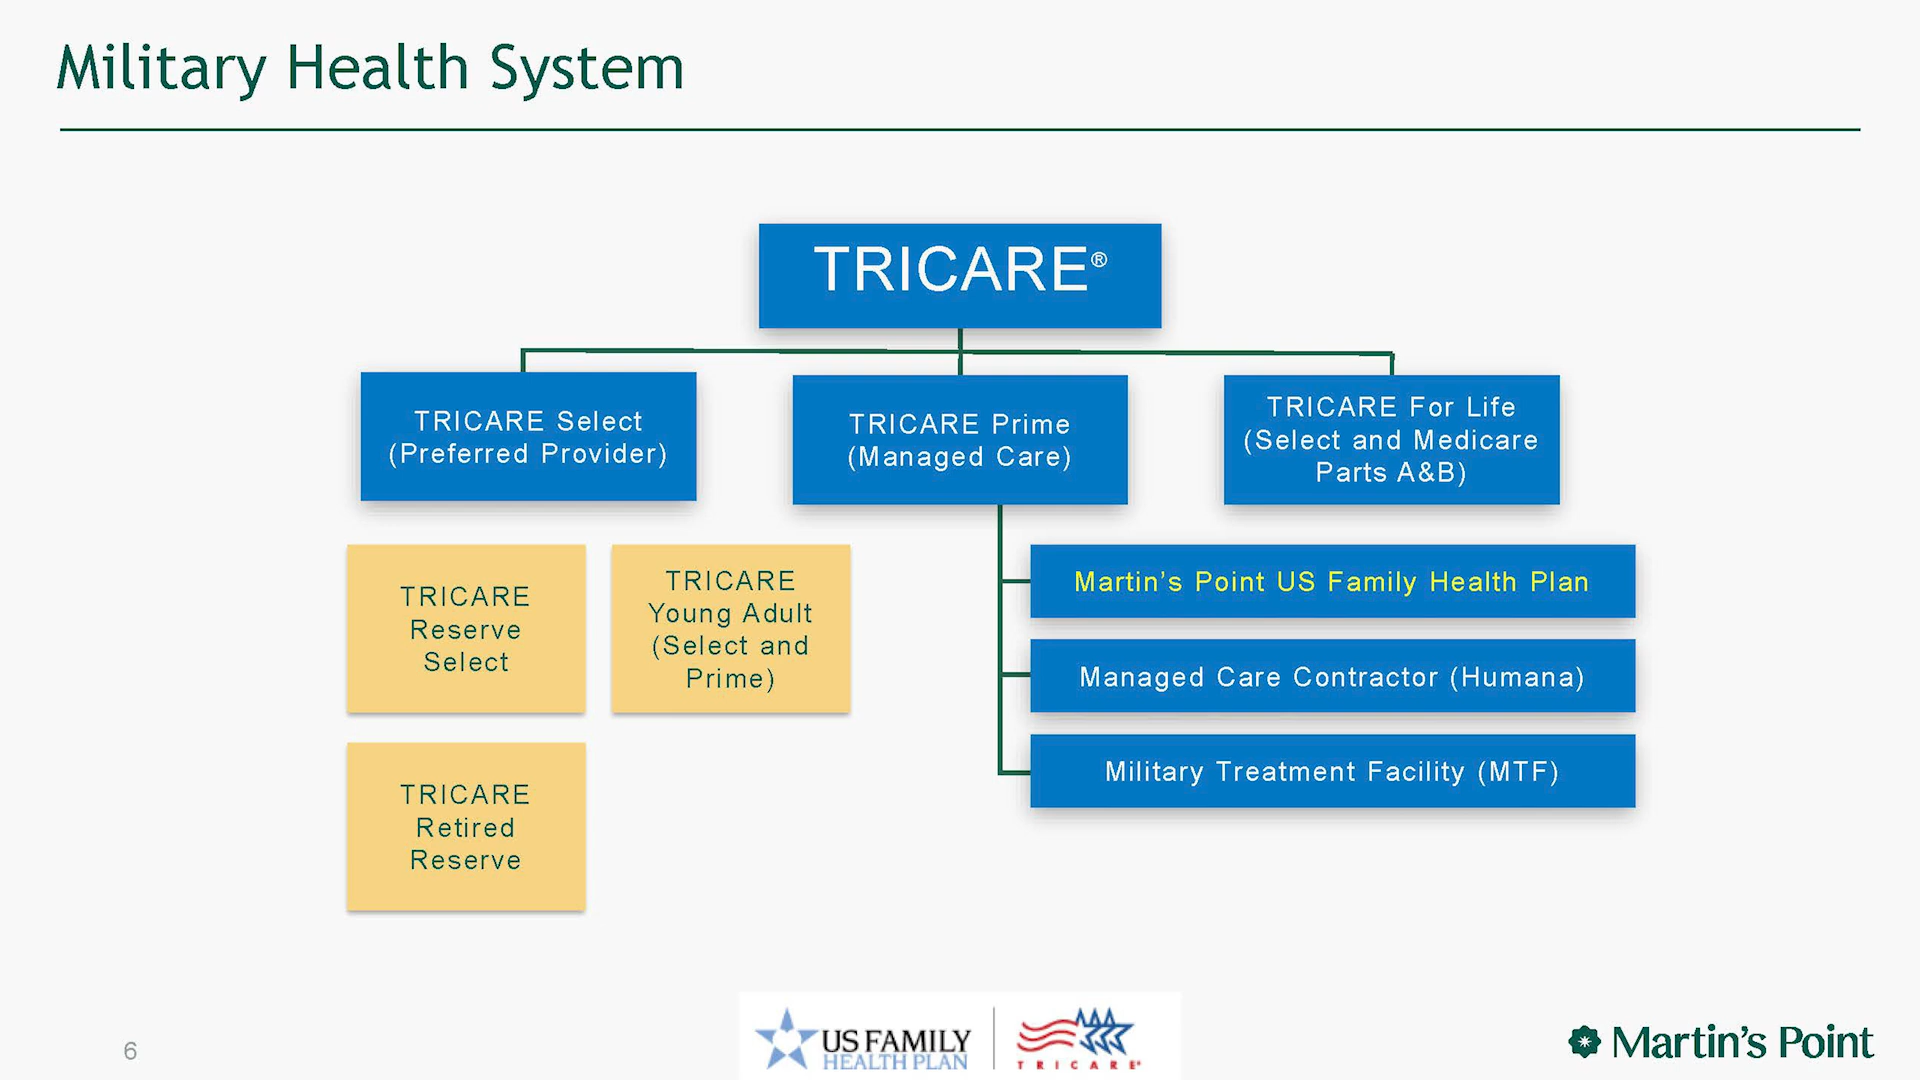 Military Health System
TRICARE®
TRICARE Select
(Preferred Provider)
TRICARE Prime
(Managed Care)
TRICARE For Life
(Select and Medicare
Parts A&B)
TRICARE
Reserve
Select
TRICARE
Young Adult
(Select and
Prime)
Martin’s Point US Family Health Plan
Managed Care Contractor (Humana)
Military Treatment Facility (MTF)
TRICARE
Retired
Reserve
6
US FAMILY
HEALTH PLAN
TRICARE®
Martin’s Point